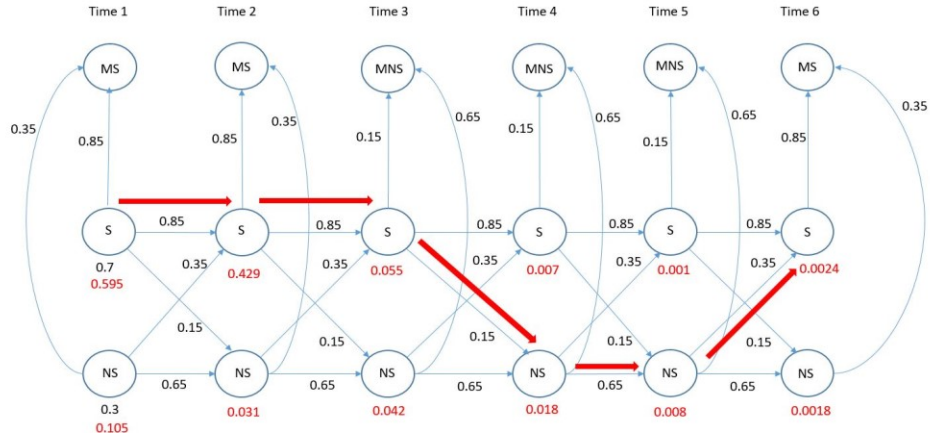 Time 1 Time 2 Time 3 Time 4 Time 5 Time 6
MS MS MNS MNS MNS MS
0.35 0.85 0.85 0.35 0.15 0.65 0.15 0.65 0.15 0.65 0.85 0.35
S 0.85 S 0.85 S 0.85 S 0.85 S 0.85 S
0.7 0.35 0.35 0.35 0.35 0.35
0.595 0.429 0.055 0.007 0.001 0.0024
0.15 0.15 0.15 0.15 0.15
NS 0.65 NS 0.65 NS 0.65 NS 0.65 NS 0.65 NS
0.3 0.031 0.042 0.018 0.008 0.0018
0.105